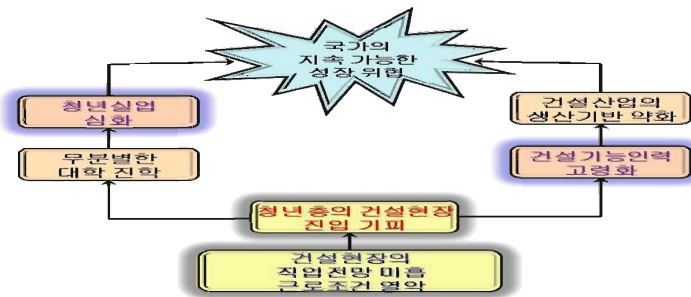 국가의
지속 가능한
성장 위협
청년실업
심화
건설산업의
생산기반 약화
무분별한
대학 진학
건설기능인력
고령화
청년층의 건설현장
진입 기피
건설현장의
직업전망 미흡
근로조건 열악